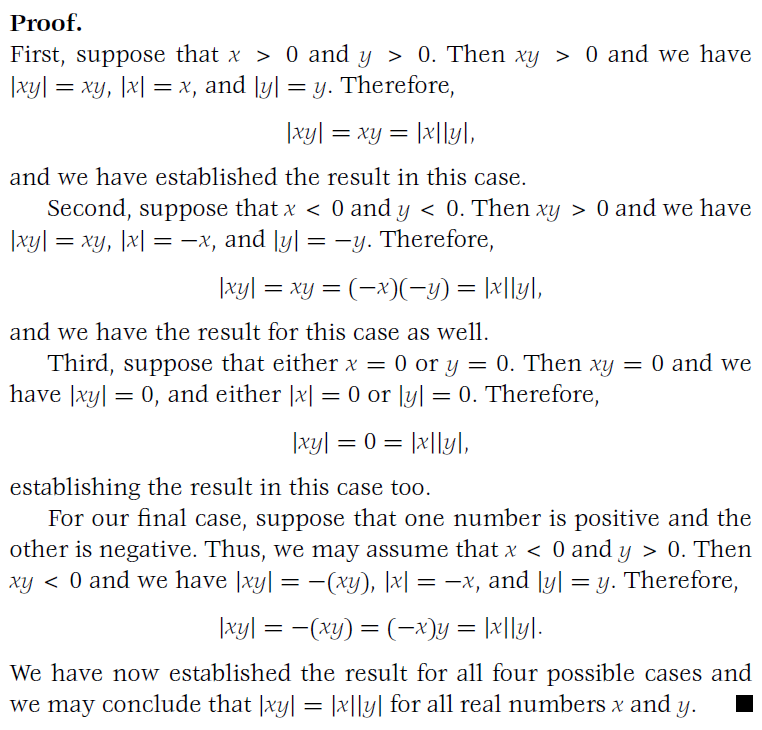 Proof.
First, suppose that x > 0 and y > 0. Then xy > 0 and we have
|xy| = xy, |x| = x, and |y| = y. Therefore,
|xy| = xy = |x||y|,
and we have established the result in this case.
Second, suppose that x < 0 and y < 0. Then xy > 0 and we have
|xy| = xy, |x| = −x, and |y| = −y. Therefore,
|xy| = xy = (−x)(−y) = |x||y|,
and we have the result for this case as well.
Third, suppose that either x = 0 or y = 0. Then xy = 0 and we
have |xy| = 0, and either |x| = 0 or |y| = 0. Therefore,
|xy| = 0 = |x||y|,
establishing the result in this case too.
For our final case, suppose that one number is positive and the
other is negative. Thus, we may assume that x < 0 and y > 0. Then
xy < 0 and we have |xy| = −(xy), |x| = −x, and |y| = y. Therefore,
|xy| = −(xy) = (−x)y = |x||y|.
We have now established the result for all four possible cases and
we may conclude that |xy| = |x||y| for all real numbers x and y. ■